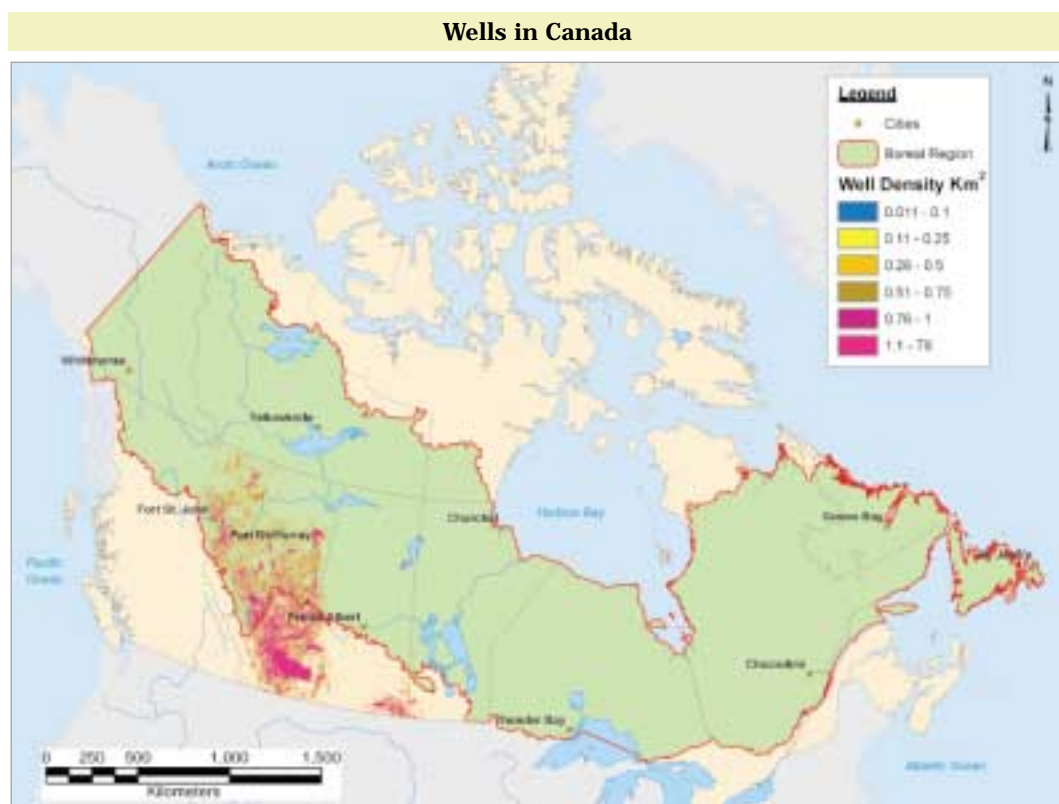 Wells in Canada
N
Legend
Cities
Boreal Region
Well Density Km²
0.011 - 0.1
0.11 - 0.25
0.26 - 0.5
0.51 - 0.75
0.76 - 1
1.1 - 78
Arctic Ocean
Whitehorse
Yellowknife
Fort St. John
Fort McMurray
Churchill
Hudson Bay
Goose Bay
Pacific
Ocean
Prince Albert
Chibougamau
Thunder Bay
Atlantic Ocean
0 250 500 1,000 1,500
Kilometers